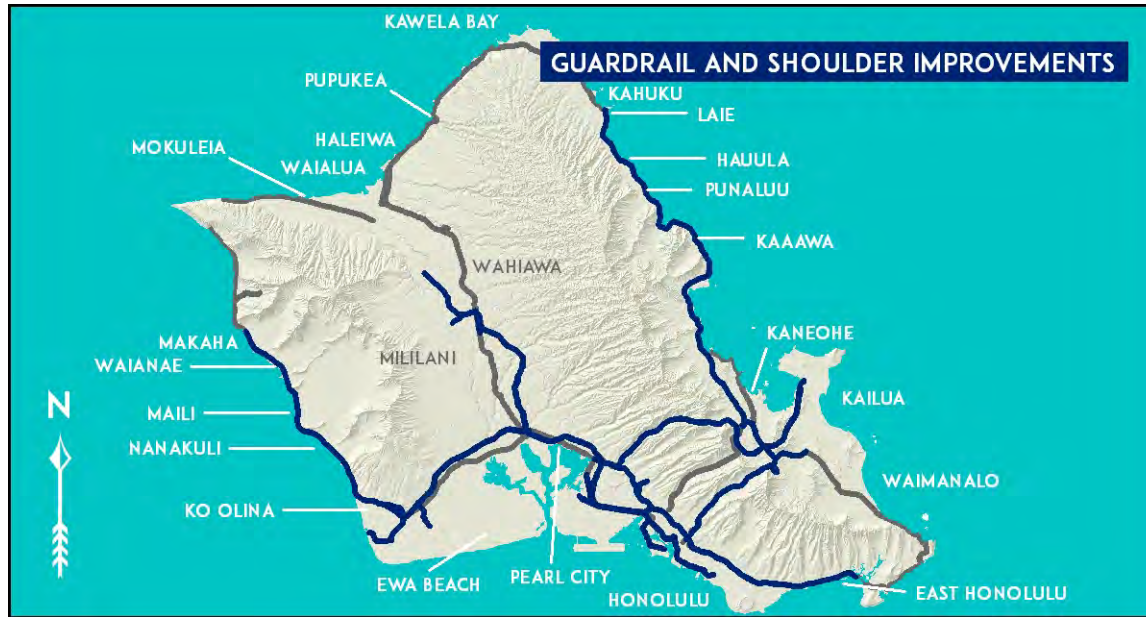 KAWELA BAY
GUARDRAIL AND SHOULDER IMPROVEMENTS
PUPUKEA
KAHUKU
LAIE
HALEIWA
MOKULEIA
HAUULA
WAIALUA
PUNALUU
KAAAWA
WAHIAWA
KANEOHE
MAKAHA
MILILANI
WAIANAE
KAILUA
N
MAILI
NANAKULI
WAIMANALO
KO OLINA
EWA BEACH
PEARL CITY
HONOLULU
EAST HONOLULU